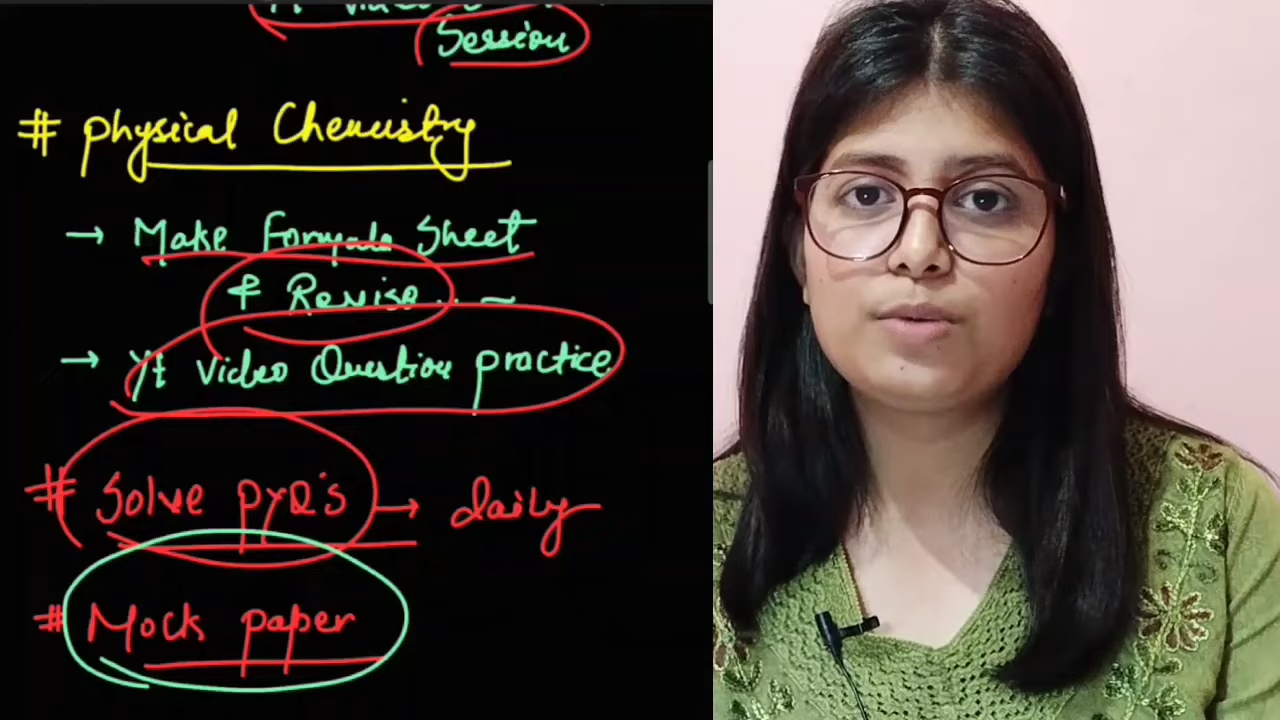 Session
# physical Chemistry
→ Make Formula Sheet
& Revise
→ Yt Video Question practice
# Solve PYQ's → daily
# Mock paper